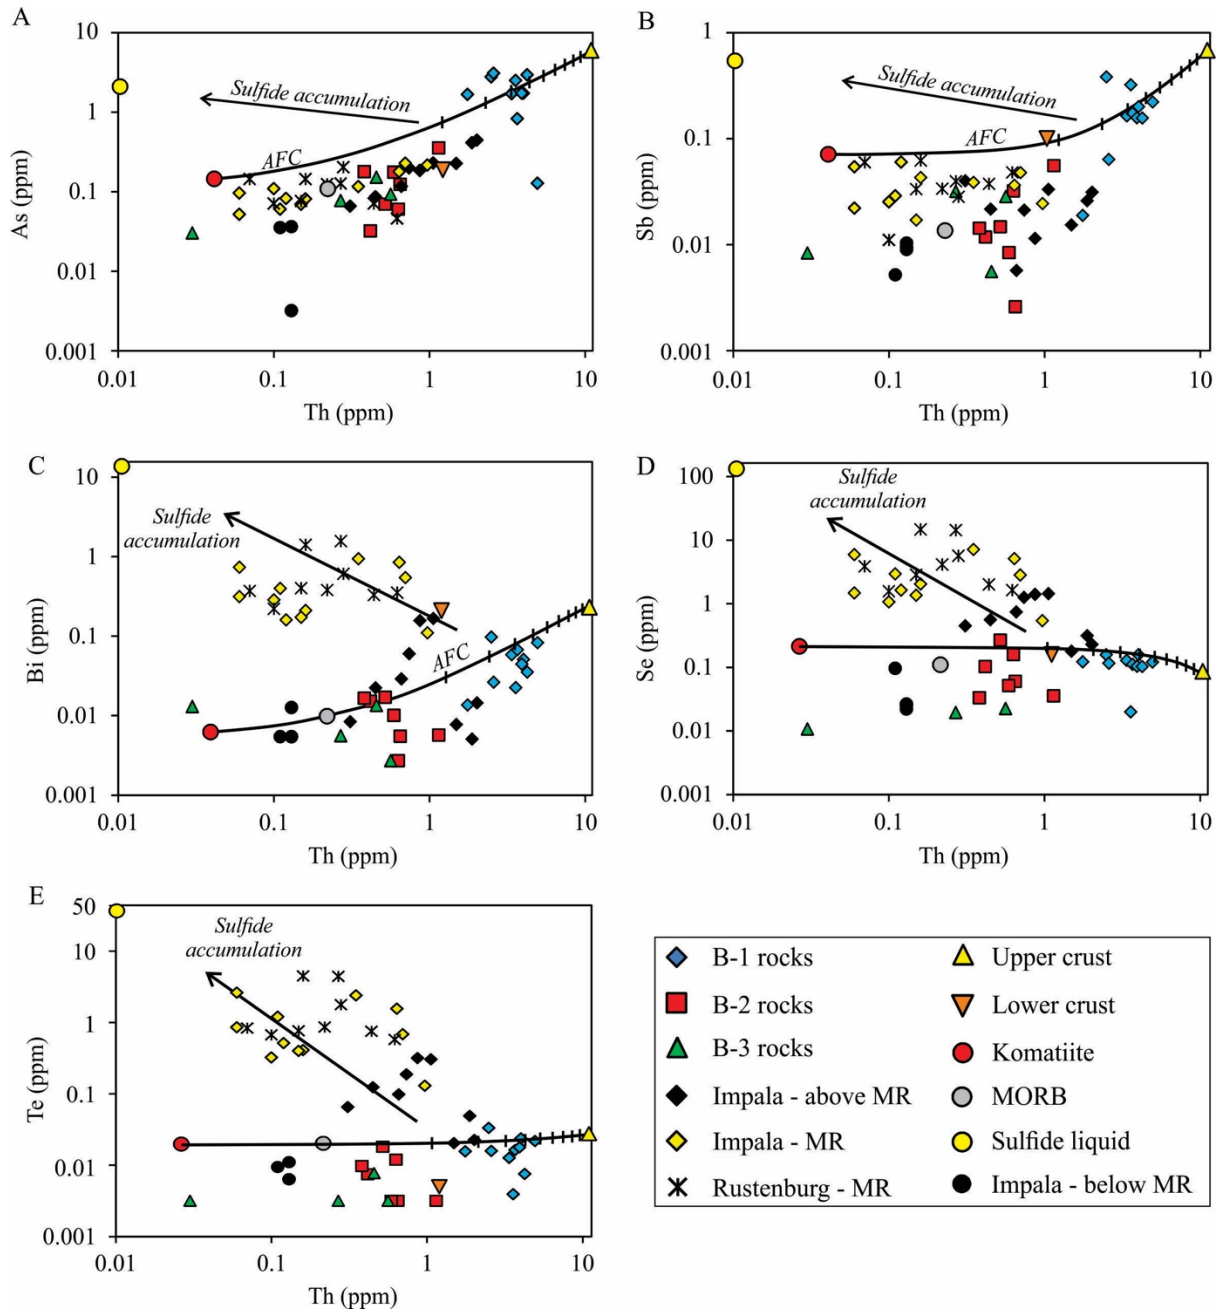 A
10
1
0.1
0.01
0.001
As (ppm)
Sulfide accumulation
AFC
0.01
0.1
1
10
Th (ppm)
B
1
0.1
0.01
0.001
Sb (ppm)
Sulfide accumulation
AFC
0.01
0.1
1
10
Th (ppm)
C
10
1
0.1
0.01
0.001
Bi (ppm)
Sulfide
accumulation
AFC
0.01
0.1
1
10
Th (ppm)
D
100
10
1
0.1
0.01
0.001
Se (ppm)
Sulfide
accumulation
0.01
0.1
1
10
Th (ppm)
E
50
10
1
0.1
0.01
0.001
Te (ppm)
Sulfide
accumulation
0.01
0.1
1
10
Th (ppm)
B-1 rocks
B-2 rocks
B-3 rocks
Impala - above MR
Impala - MR
Rustenburg - MR
Upper crust
Lower crust
Komatiite
MORB
Sulfide liquid
Impala - below MR